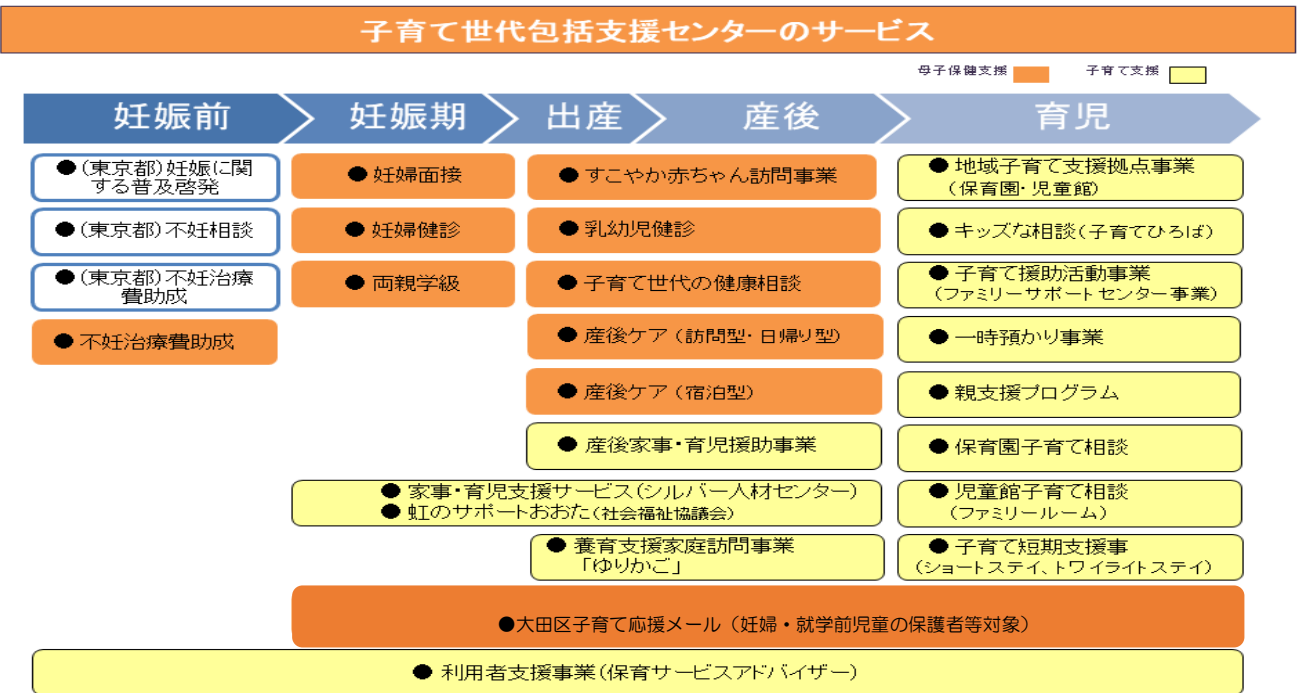 子育て世代包括支援センターのサービス
母子保健支援
子育て支援
妊娠前
妊娠期
出産
産後
育児
●(東京都)妊娠に関
する普及啓発
●(東京都)不妊相談
●(東京都)不妊治療
費助成
●不妊治療費助成
●妊婦面接
●妊婦健診
●両親学級
●すこやか赤ちゃん訪問事業
●乳幼児健診
●子育て世代の健康相談
●産後ケア(訪問型・日帰り型)
●産後ケア(宿泊型)
●産後家事・育児援助事業
●家事・育児支援サービス(シルバー人材センター)
●虹のサポートおおた(社会福祉協議会)
●養育支援家庭訪問事業
「ゆりかご」
●地域子育て支援拠点事業
(保育園・児童館)
●キッズな相談(子育てひろば)
●子育て援助活動事業
(ファミリーサポートセンター事業)
●一時預かり事業
●親支援プログラム
●保育園子育て相談
●児童館子育て相談
(ファミリールーム)
●子育て短期支援事
(ショートステイ、トワイライトステイ)
●大田区子育て応援メール(妊婦・就学前児童の保護者等対象)
●利用者支援事業(保育サービスアドバイザー)